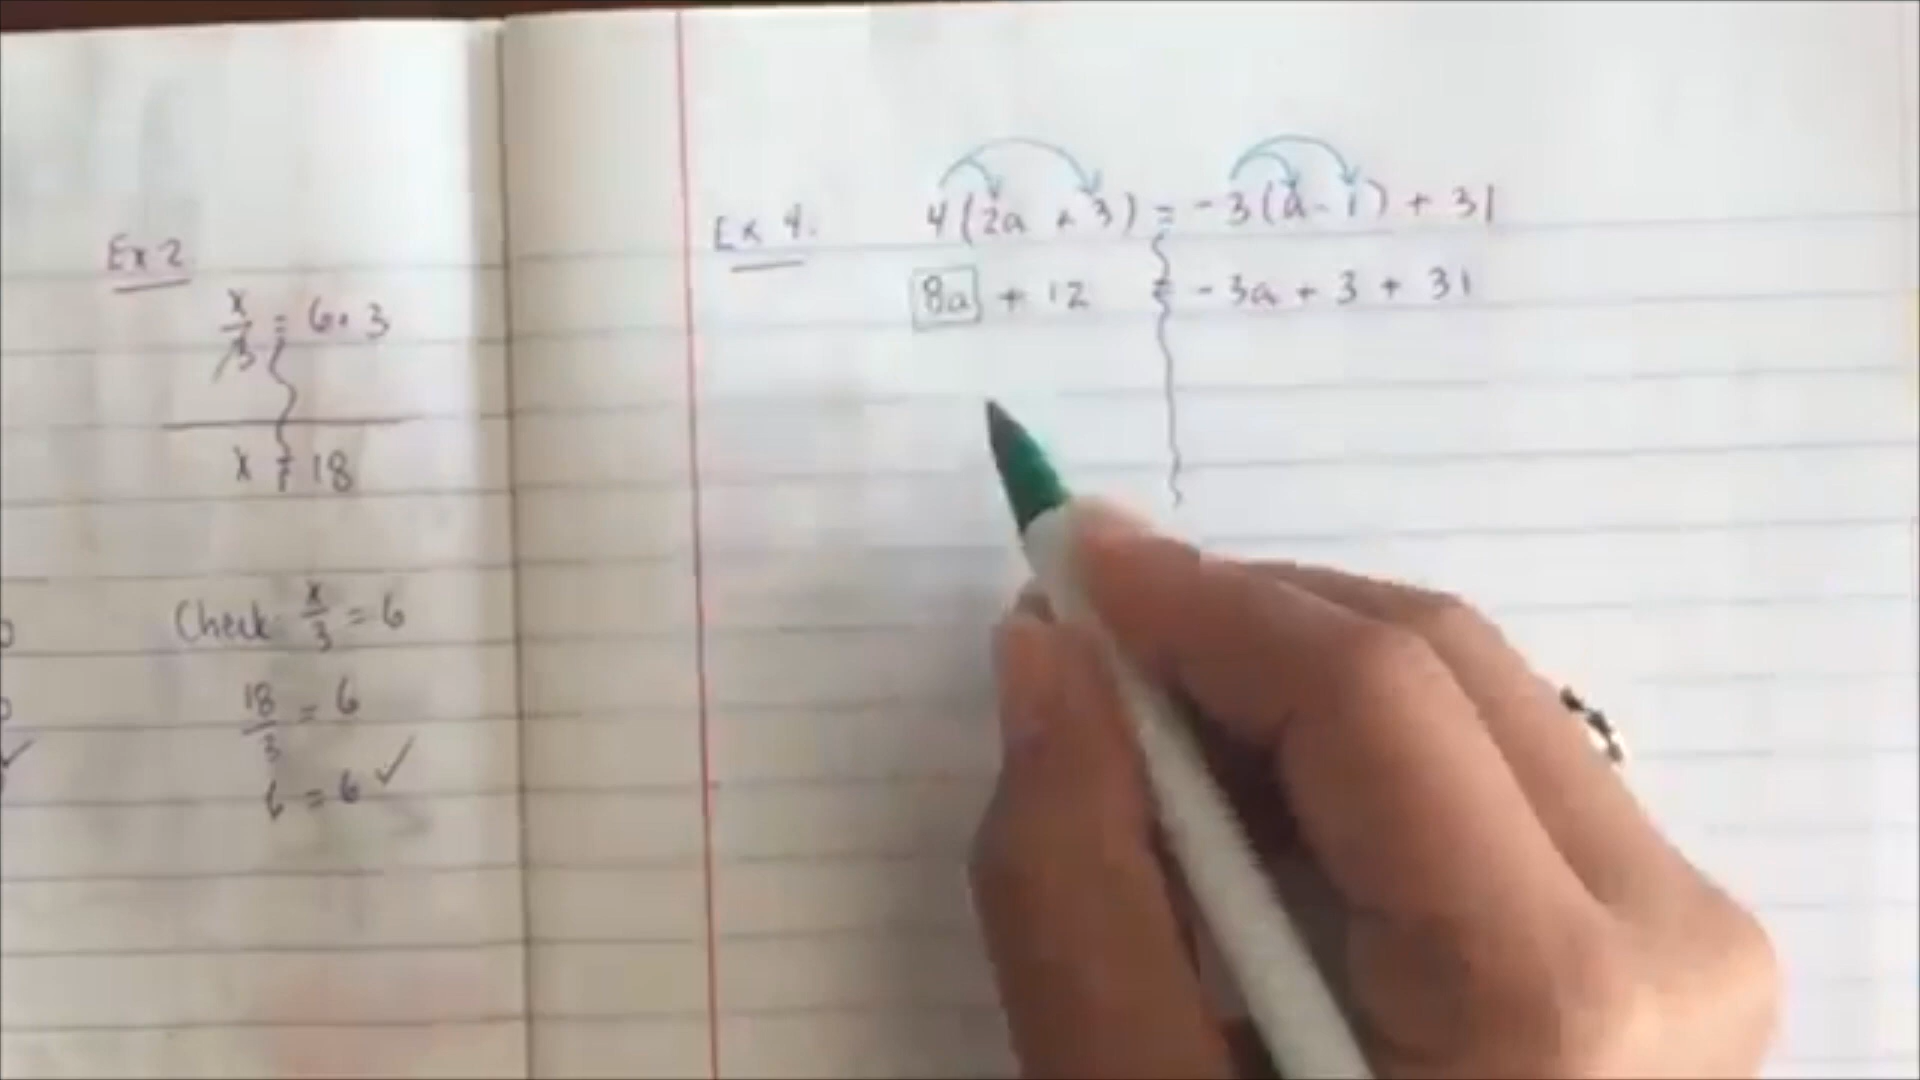 Ex 2
x/3 = 6 · 3
x = 18
Check: x/3 = 6
18/3 = 6
6 = 6 ✓
Ex 4.
4(2a + 3) = -3(a - 1) + 31
8a + 12 = -3a + 3 + 31